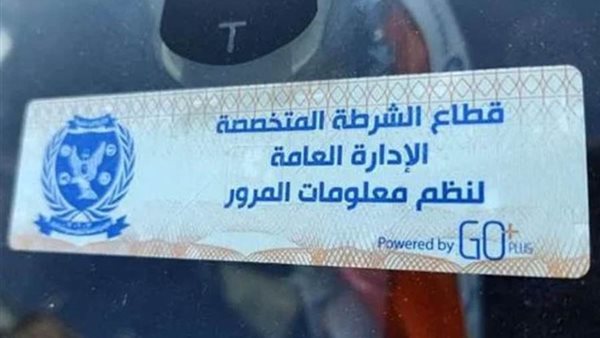 T
قطاع الشرطة المتخصصة
الإدارة العامة
لنظم معلومات المرور
Powered by GO+ PLUS